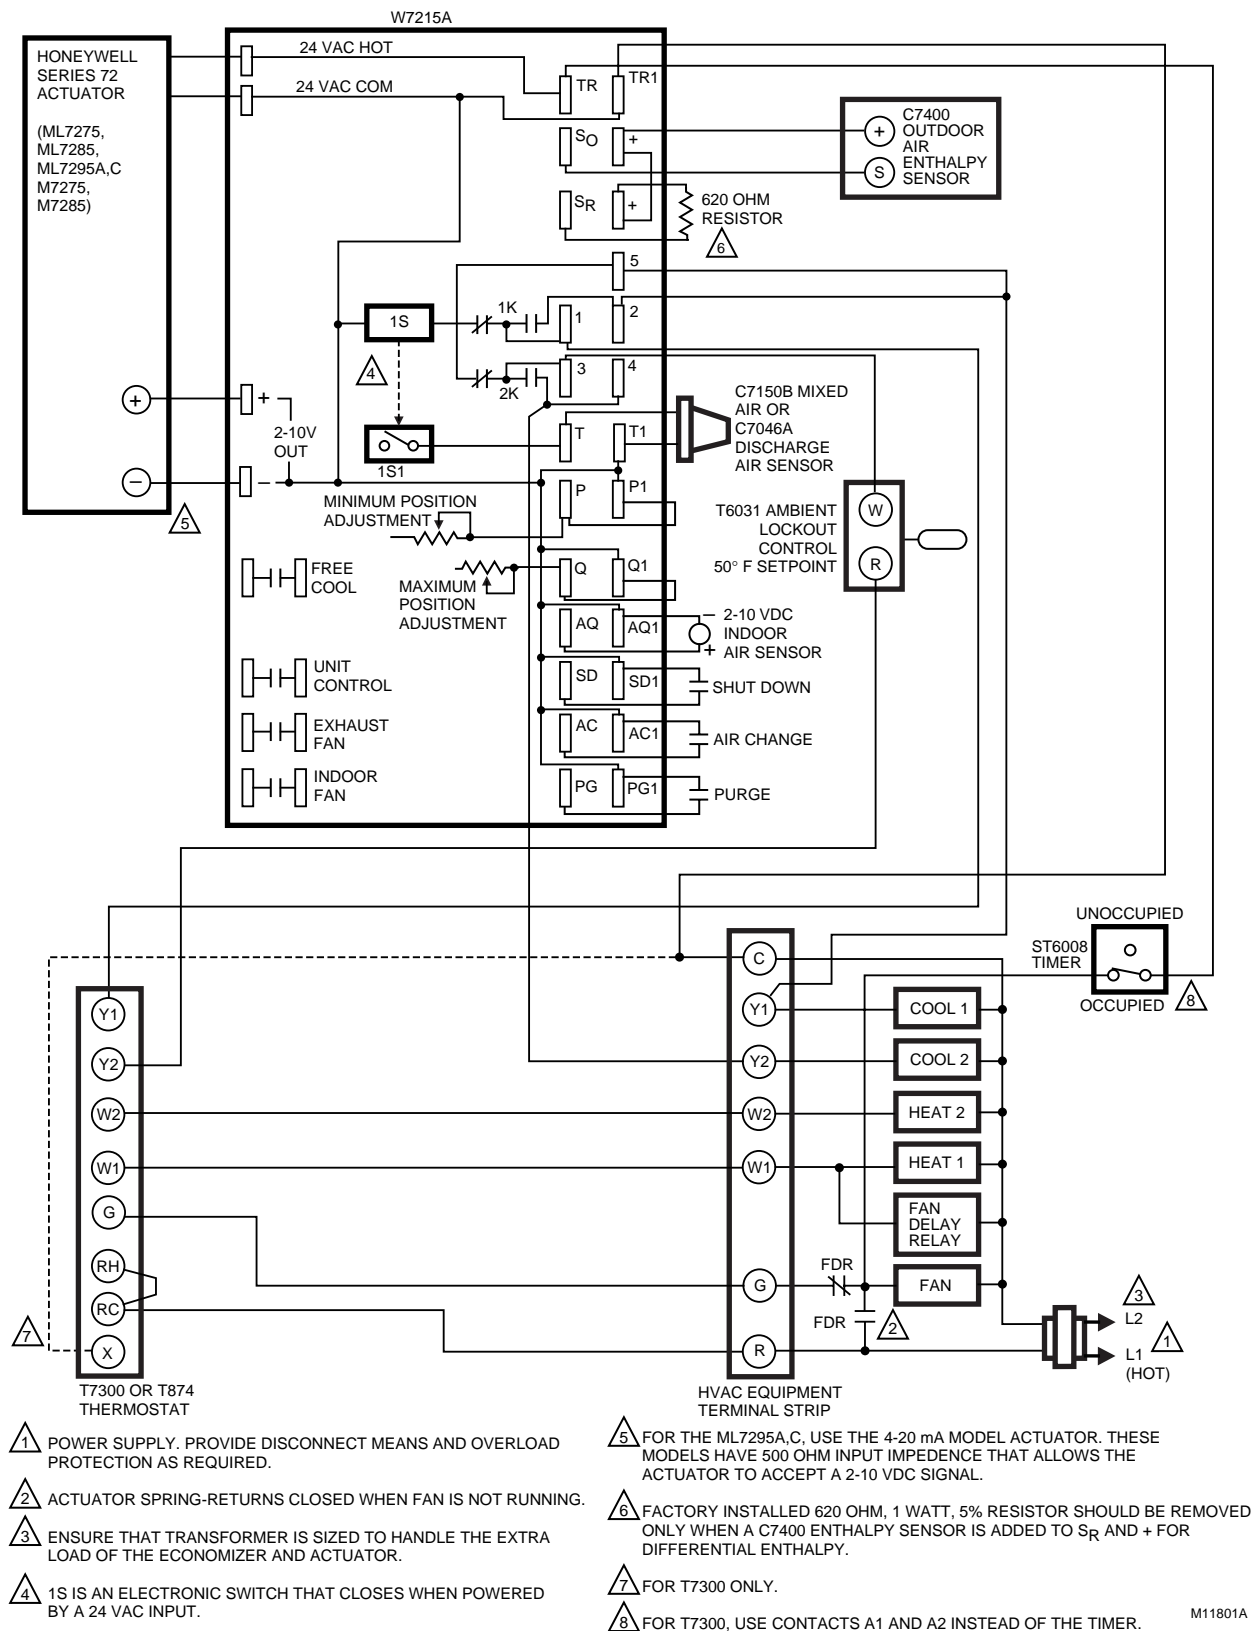 W7215A
HONEYWELL
SERIES 72
ACTUATOR
(ML7275,
ML7285,
ML7295A,C
M7275,
M7285)
24 VAC HOT
24 VAC COM
TR
TR1
SO
+
SR
+
C7400
OUTDOOR
AIR
ENTHALPY
SENSOR
+
S
620 OHM
RESISTOR
6
5
1S
1K
1
2
4
2K
3
4
1S1
T
T1
C7150B MIXED
AIR OR
C7046A
DISCHARGE
AIR SENSOR
+
+
2-10V
OUT
–
–
5
MINIMUM POSITION
ADJUSTMENT
P
P1
T6031 AMBIENT
LOCKOUT
CONTROL
50° F SETPOINT
W
R
FREE
COOL
MAXIMUM
POSITION
ADJUSTMENT
Q
Q1
AQ
AQ1
– 2-10 VDC
INDOOR
+ AIR SENSOR
UNIT
CONTROL
SD
SD1
SHUT DOWN
EXHAUST
FAN
AC
AC1
AIR CHANGE
INDOOR
FAN
PG
PG1
PURGE
UNOCCUPIED
ST6008
TIMER
OCCUPIED
8
C
Y1
Y1
COOL 1
Y2
Y2
COOL 2
W2
W2
HEAT 2
W1
W1
HEAT 1
G
FAN
DELAY
RELAY
RH
G
FDR
FAN
RC
FDR
2
3
L2
1
L1
(HOT)
7
X
R
T7300 OR T874
THERMOSTAT
HVAC EQUIPMENT
TERMINAL STRIP
1 POWER SUPPLY. PROVIDE DISCONNECT MEANS AND OVERLOAD
PROTECTION AS REQUIRED.
2 ACTUATOR SPRING-RETURNS CLOSED WHEN FAN IS NOT RUNNING.
3 ENSURE THAT TRANSFORMER IS SIZED TO HANDLE THE EXTRA
LOAD OF THE ECONOMIZER AND ACTUATOR.
4 1S IS AN ELECTRONIC SWITCH THAT CLOSES WHEN POWERED
BY A 24 VAC INPUT.
5 FOR THE ML7295A,C, USE THE 4-20 mA MODEL ACTUATOR. THESE
MODELS HAVE 500 OHM INPUT IMPEDENCE THAT ALLOWS THE
ACTUATOR TO ACCEPT A 2-10 VDC SIGNAL.
6 FACTORY INSTALLED 620 OHM, 1 WATT, 5% RESISTOR SHOULD BE REMOVED
ONLY WHEN A C7400 ENTHALPY SENSOR IS ADDED TO SR AND + FOR
DIFFERENTIAL ENTHALPY.
7 FOR T7300 ONLY.
8 FOR T7300, USE CONTACTS A1 AND A2 INSTEAD OF THE TIMER.
M11801A